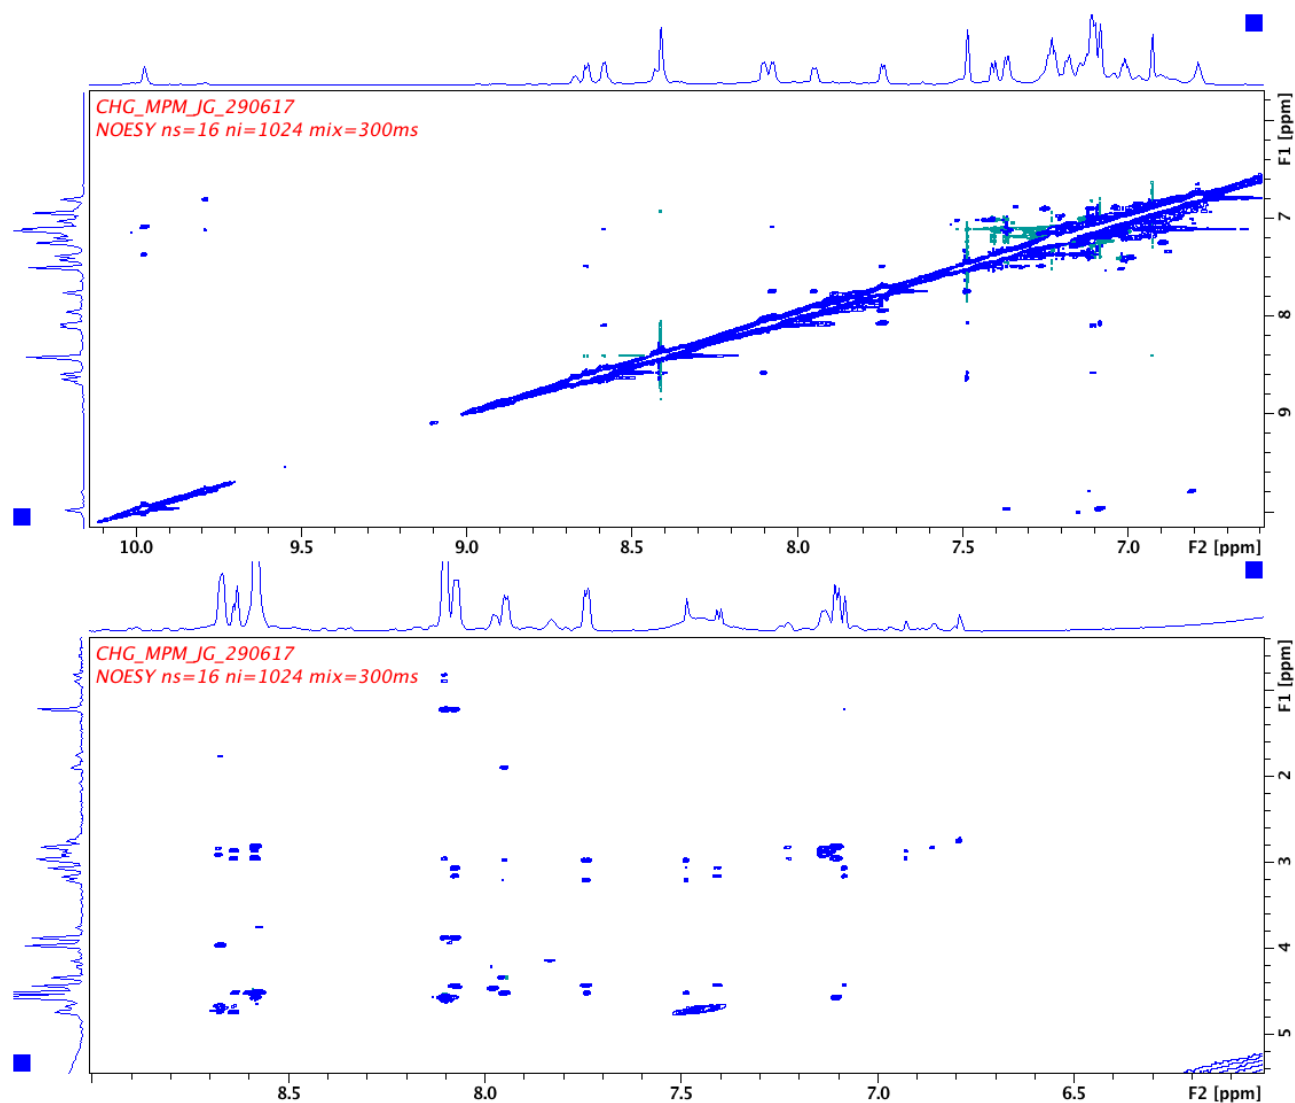 CHG_MPM_JG_290617
NOESY ns=16 ni=1024 mix=300ms
F1 [ppm]
7
8
9
10.0 9.5 9.0 8.5 8.0 7.5 7.0 F2 [ppm]
CHG_MPM_JG_290617
NOESY ns=16 ni=1024 mix=300ms
F1 [ppm]
2
3
4
5
8.5 8.0 7.5 7.0 6.5 F2 [ppm]